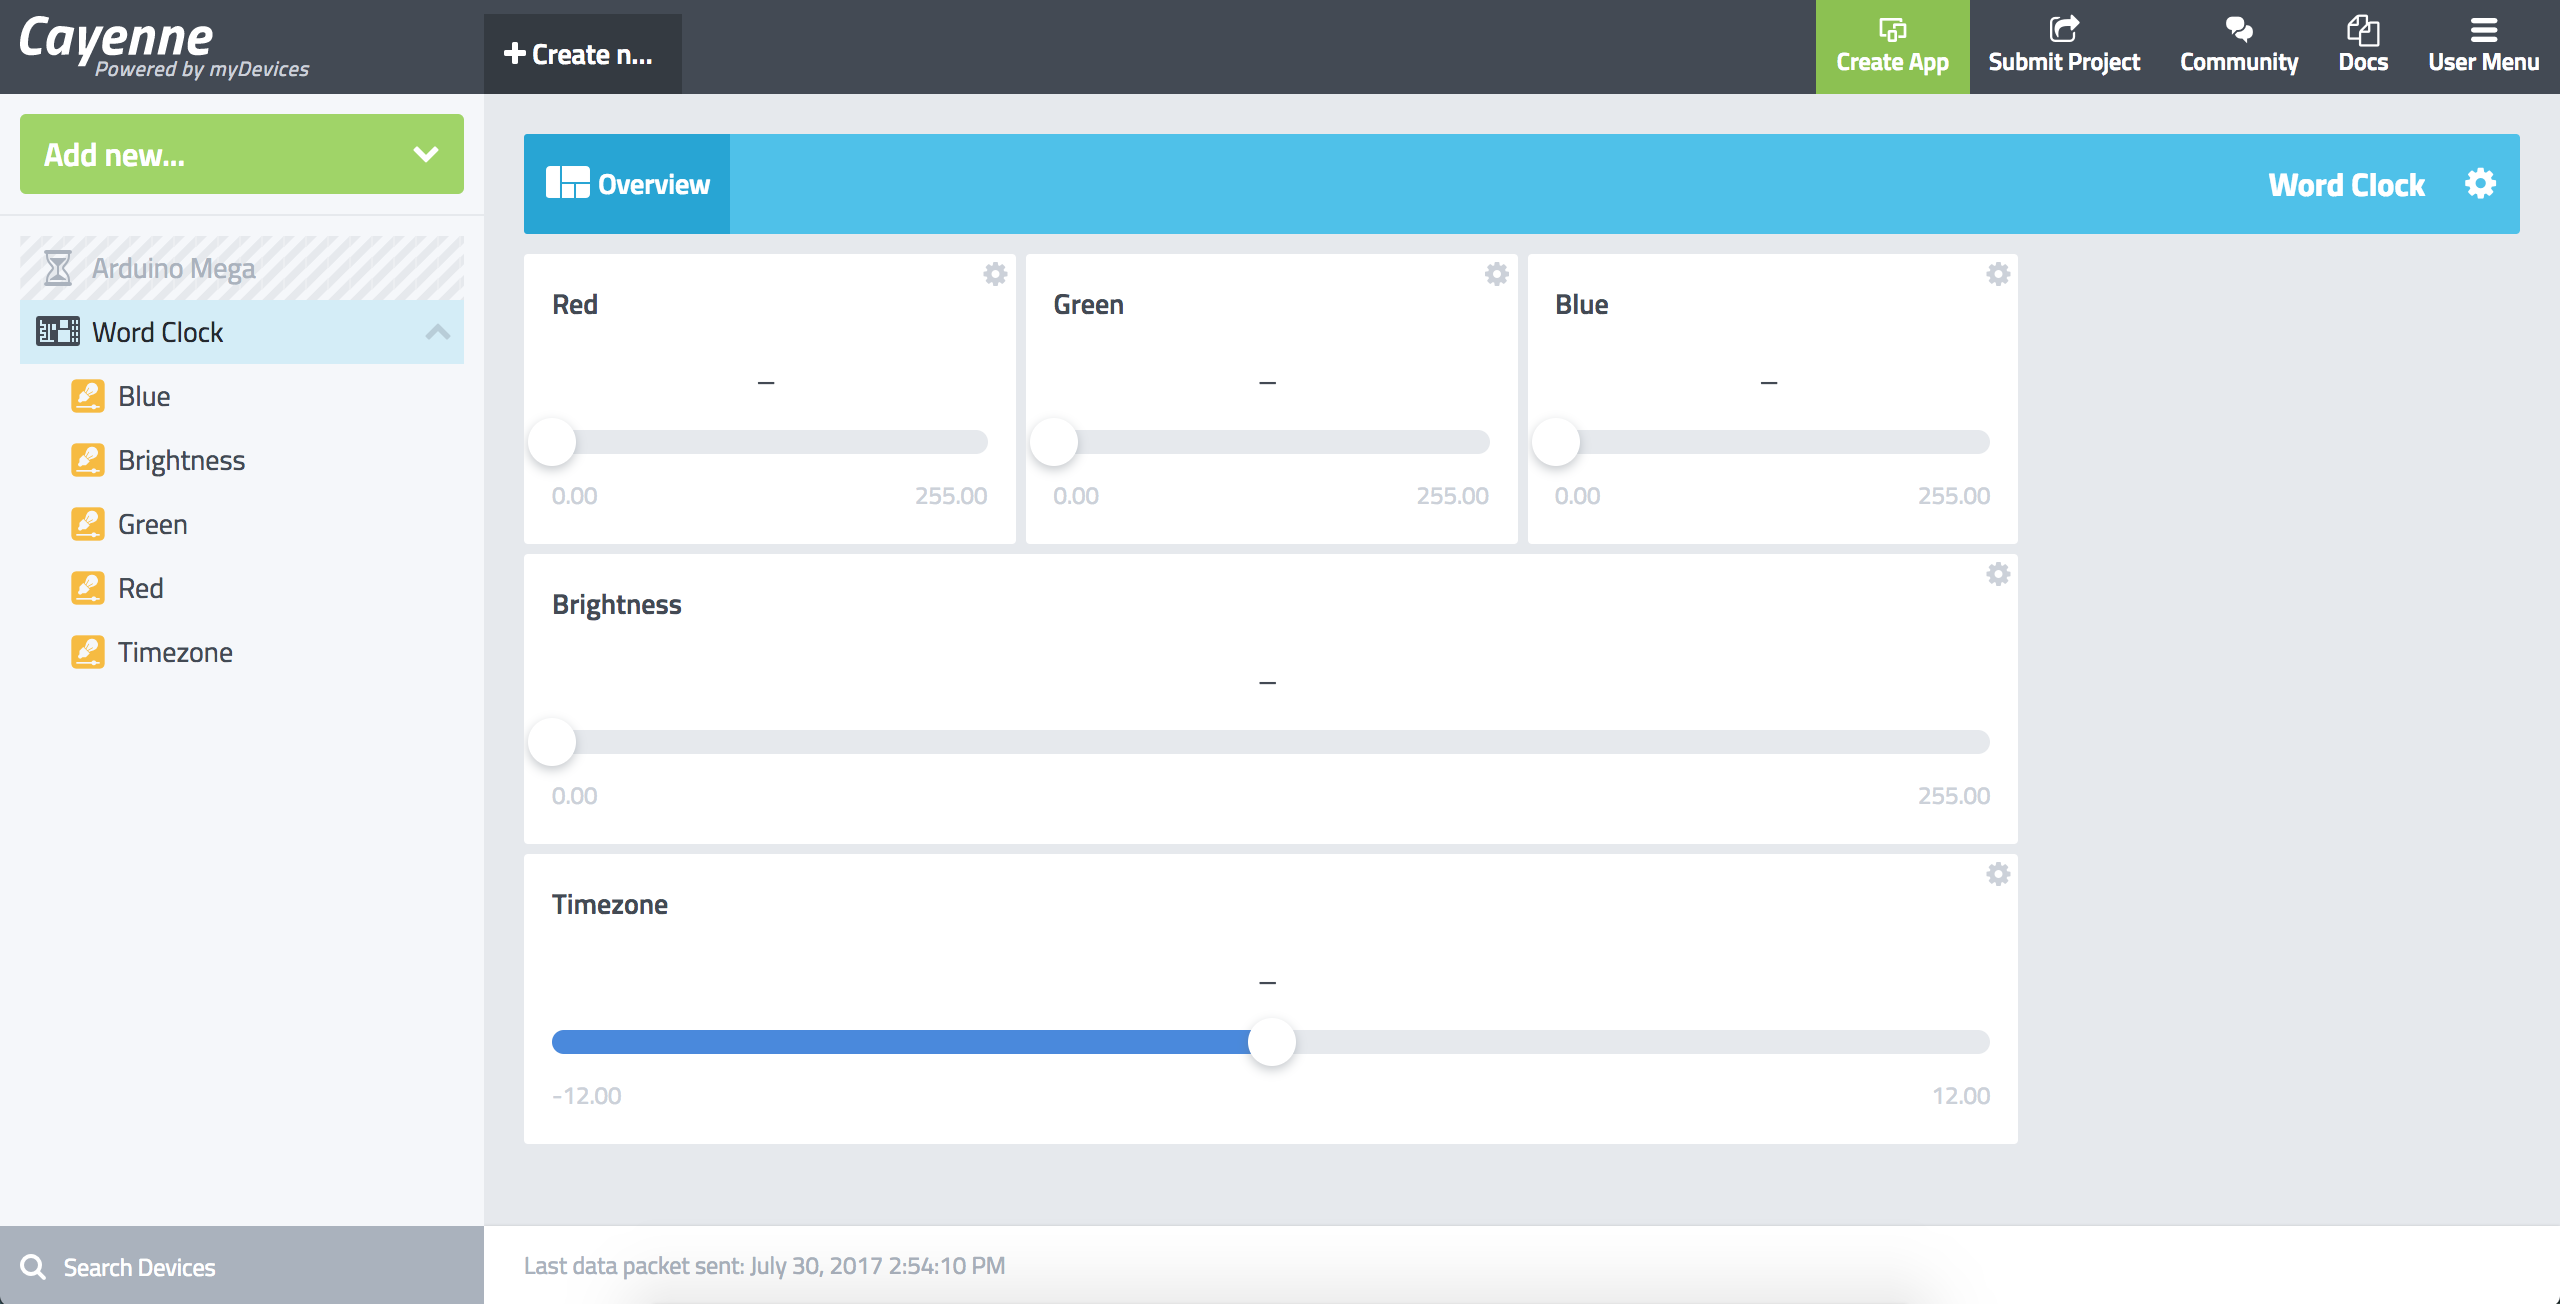 Cayenne
Powered by myDevices
Create n...
Create App
Submit Project
Community
Docs
User Menu
Add new...
Arduino Mega
Word Clock
Blue
Brightness
Green
Red
Timezone
Search Devices
Overview
Word Clock
Red
–
0.00 255.00
Green
–
0.00 255.00
Blue
–
0.00 255.00
Brightness
–
0.00 255.00
Timezone
–
-12.00 12.00
Last data packet sent: July 30, 2017 2:54:10 PM